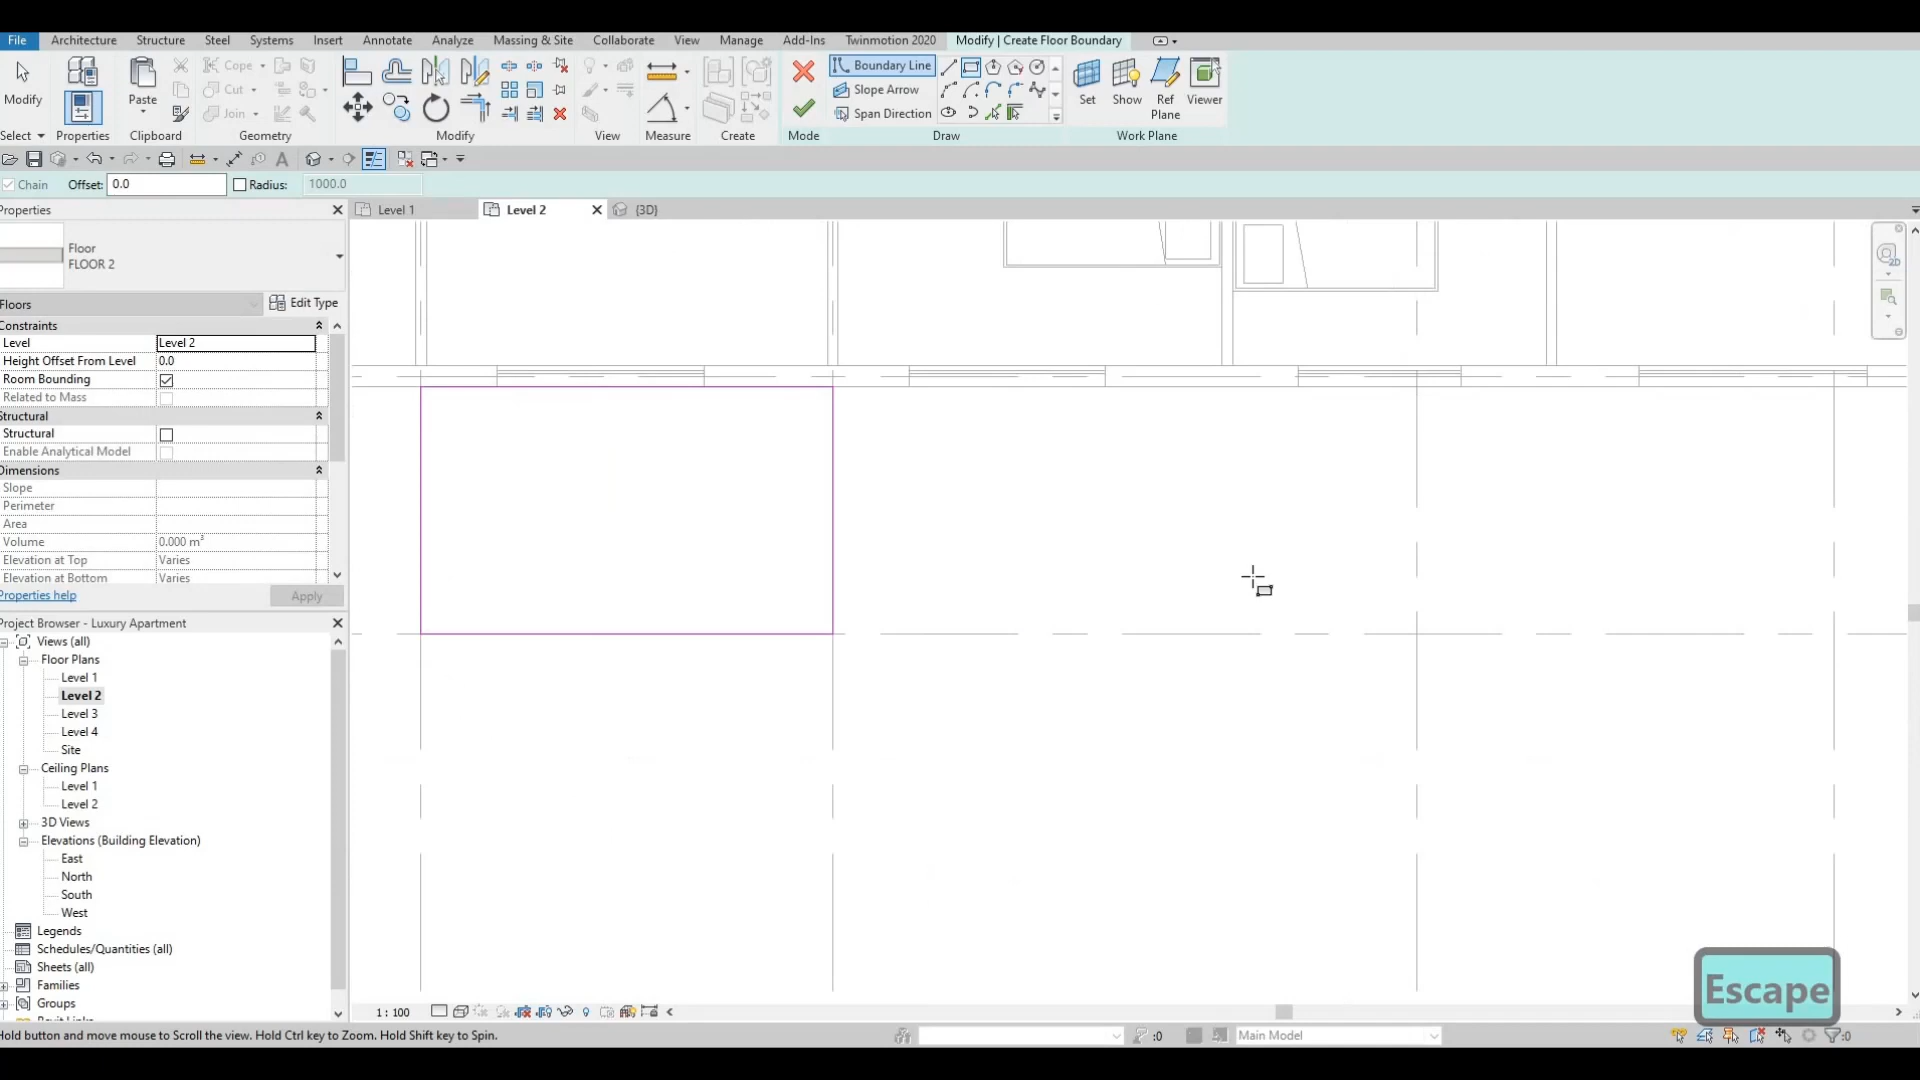 File Architecture Structure Steel Systems Insert Annotate Analyze Massing & Site Collaborate View Manage Add-Ins Twinmotion 2020 Modify | Create Floor Boundary
Modify
Properties
Paste
Cope
Cut
Join
Boundary Line
Slope Arrow
Span Direction
Set
Show
Ref
Plane
Viewer
Select Properties Clipboard Geometry Modify View Measure Create Mode Draw Work Plane
Chain Offset: 0.0 Radius: 1000.0
Properties
Level 1
Level 2
{3D}
Floor
FLOOR 2
Floors
Edit Type
Constraints
Level Level 2
Height Offset From Level 0.0
Room Bounding
Related to Mass
Structural
Structural
Enable Analytical Model
Dimensions
Slope
Perimeter
Area
Volume 0.000 m³
Elevation at Top Varies
Elevation at Bottom Varies
Properties help
Apply
Project Browser - Luxury Apartment
Views (all)
Floor Plans
Level 1
Level 2
Level 3
Level 4
Site
Ceiling Plans
Level 1
Level 2
3D Views
Elevations (Building Elevation)
East
North
South
West
Legends
Schedules/Quantities (all)
Sheets (all)
Families
Groups
Revit Links
2D
Escape
1 : 100
Hold button and move mouse to Scroll the view. Hold Ctrl key to Zoom. Hold Shift key to Spin.
:0
Main Model
:0